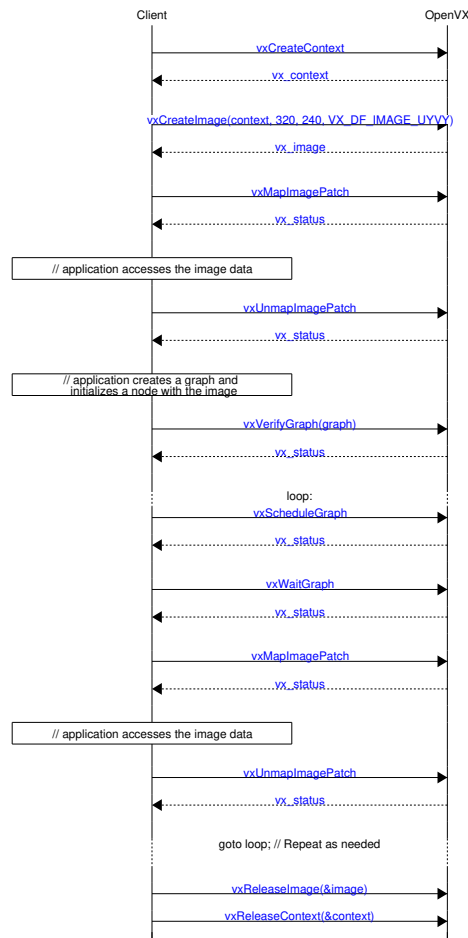 Client OpenVX
vxCreateContext
vx_context
vxCreateImage(context, 320, 240, VX_DF_IMAGE_UYVY)
vx_image
vxMapImagePatch
vx_status
// application accesses the image data
vxUnmapImagePatch
vx_status
// application creates a graph and
initializes a node with the image
vxVerifyGraph(graph)
vx_status
loop:
vxScheduleGraph
vx_status
vxWaitGraph
vx_status
vxMapImagePatch
vx_status
// application accesses the image data
vxUnmapImagePatch
vx_status
goto loop; // Repeat as needed
vxReleaseImage(&image)
vxReleaseContext(&context)